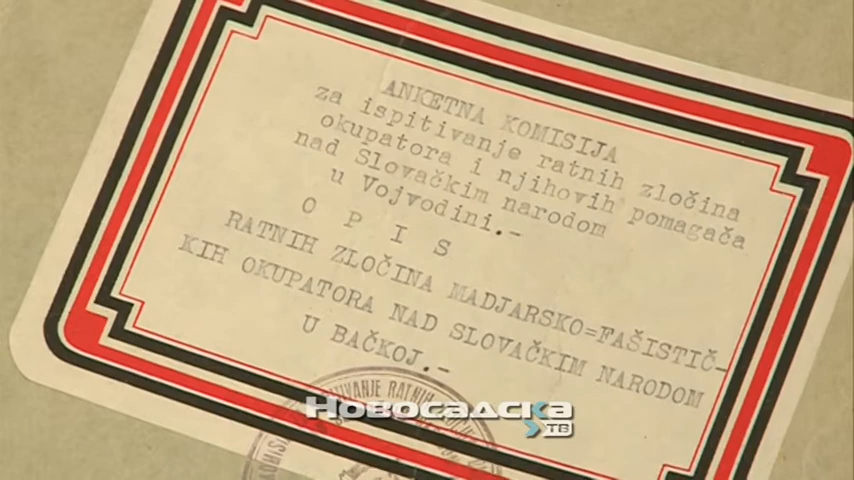 ANKETNA KOMISIJA
za ispitivanje ratnih zločina
okupatora i njihovih pomagača
nad Slovačkim narodom
u Vojvodini.-
O P I S
RATNIH ZLOČINA MADJARSKO=FAŠISTIČ-
KIH OKUPATORA NAD SLOVAČKIM NARODOM
U BAČKOJ.-
RATNIH
Новосадска
ТВ